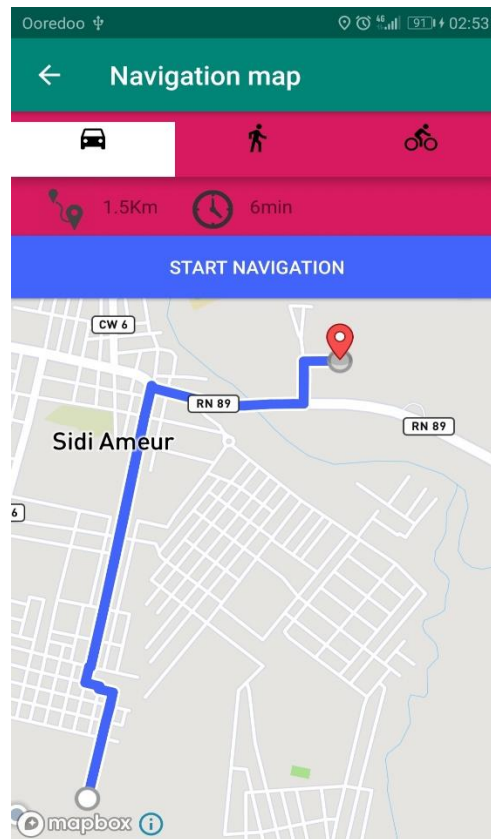 Ooredoo 46 91 02:53
Navigation map
1.5Km 6min
START NAVIGATION
CW 6
RN 89
RN 89
Sidi Ameur
6
mapbox